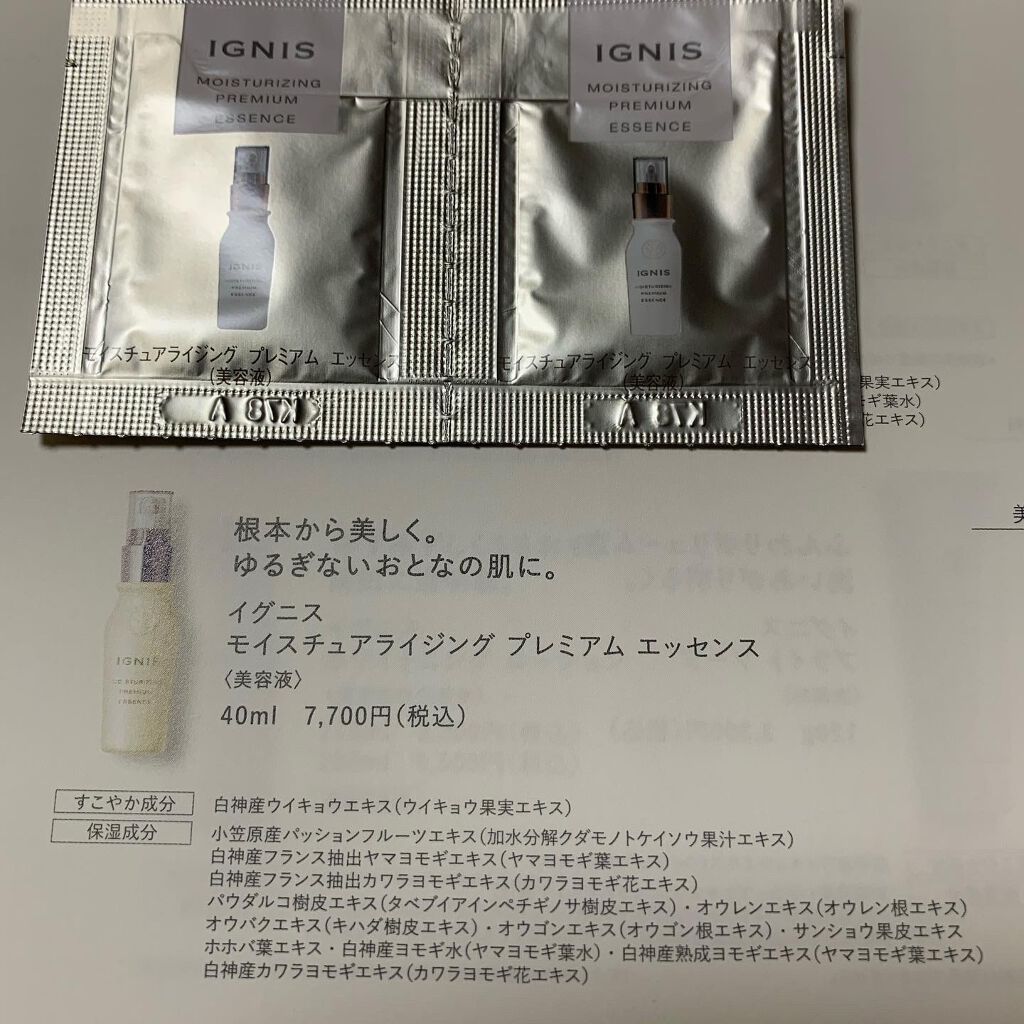 IGNIS
MOISTURIZING
PREMIUM
ESSENCE
IGNIS
MOISTURIZING
PREMIUM
ESSENCE
IGNIS
MOISTURIZING
PREMIUM
ESSENCE
IGNIS
MOISTURIZING
PREMIUM
ESSENCE
モイスチュアライジング プレミアム エッセンス
(美容液)
モイスチュアライジング プレミアム エッセンス
(美容液)
K78 A
K78 A
果実エキス)
モギ葉水)
花エキス)
美
根本から美しく。
ゆるぎないおとなの肌に。
イグニス
モイスチュアライジング プレミアム エッセンス
〈美容液〉
40ml 7,700円(税込)
IGNIS
PREMIUM
ESSENCE
すこやか成分 白神産ウイキョウエキス(ウイキョウ果実エキス)
保湿成分 小笠原産パッションフルーツエキス(加水分解クダモノトケイソウ果汁エキス)
白神産フランス抽出ヤマヨモギエキス(ヤマヨモギ葉エキス)
白神産フランス抽出カワラヨモギエキス(カワラヨモギ花エキス)
パウダルコ樹皮エキス(タベブイアインペチギノサ樹皮エキス)・オウレンエキス(オウレン根エキス)
オウバクエキス(キハダ樹皮エキス)・オウゴンエキス(オウゴン根エキス)・サンショウ果皮エキス
ホホバ葉エキス・白神産ヨモギ水(ヤマヨモギ葉水)・白神産熟成ヨモギエキス(ヤマヨモギ葉エキス)
白神産カワラヨモギエキス(カワラヨモギ花エキス)